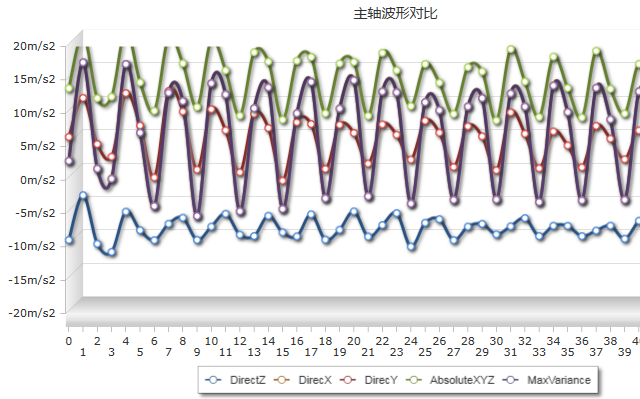 主轴波形对比
20m/s2
15m/s2
10m/s2
5m/s2
0m/s2
-5m/s2
-10m/s2
-15m/s2
-20m/s2
0 2 4 6 8 10 12 14 16 18 20 22 24 26 28 30 32 34 36 38 40
1 3 5 7 9 11 13 15 17 19 21 23 25 27 29 31 33 35 37 39
DirectZ DirecX DirecY AbsoluteXYZ MaxVariance